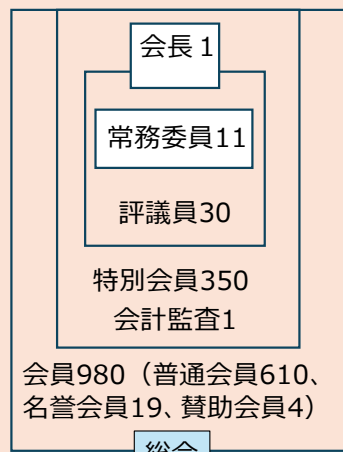 会長１
常務委員11
評議員30
特別会員350
会計監査1
会員980（普通会員610、
名誉会員19、賛助会員4）
総会